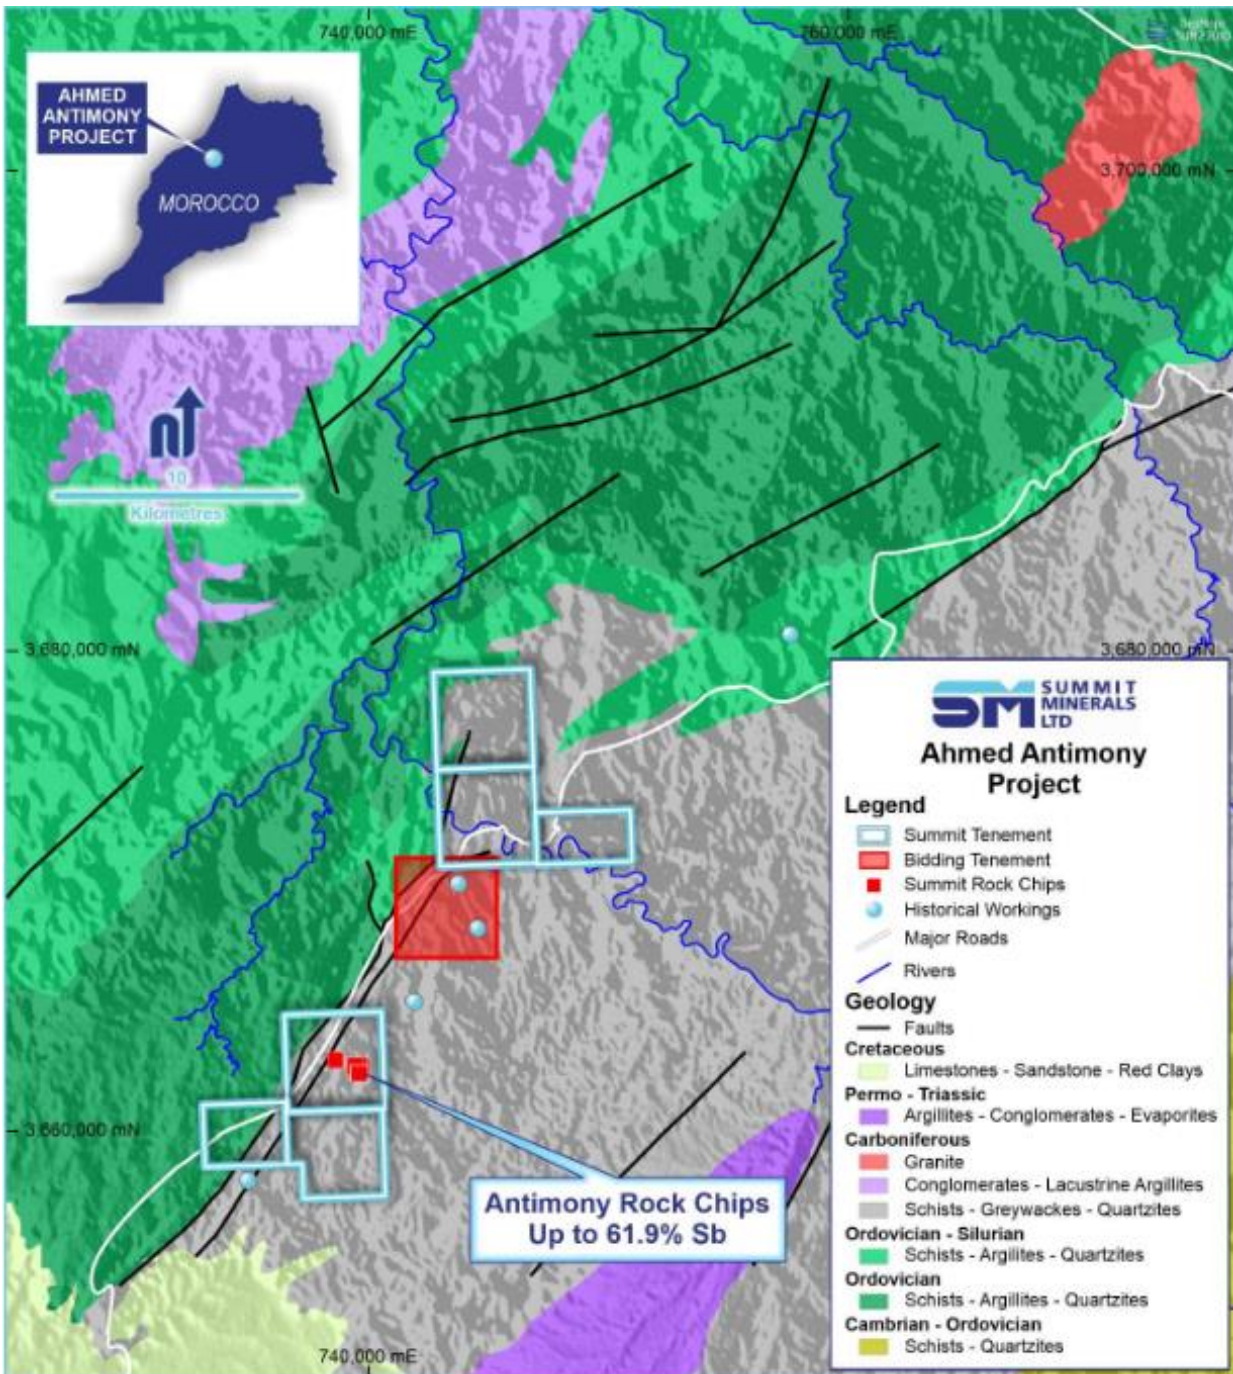 740,000 mE
760,000 mE
AHMED
ANTIMONY
PROJECT
MOROCCO
3,700,000 mN
10
Kilometres
3,680,000 mN
3,680,000 mN
SM SUMMIT
MINERALS
LTD
Ahmed Antimony
Project
Legend
Summit Tenement
Bidding Tenement
Summit Rock Chips
Historical Workings
Major Roads
Rivers
Geology
Faults
Cretaceous
Limestones - Sandstone - Red Clays
Permo - Triassic
Argillites - Conglomerates - Evaporites
Carboniferous
Granite
Conglomerates - Lacustrine Argillites
Schists - Greywackes - Quartzites
Ordovician - Silurian
Schists - Argilites - Quartzites
Ordovician
Schists - Argillites - Quartzites
Cambrian - Ordovician
Schists - Quartzites
3,660,000 mN
Antimony Rock Chips
Up to 61.9% Sb
740,000 mE